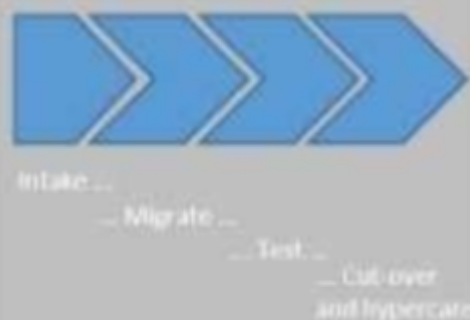 Intake ...
... Migrate ...
... Test ...
... Cut-over
and hypercare